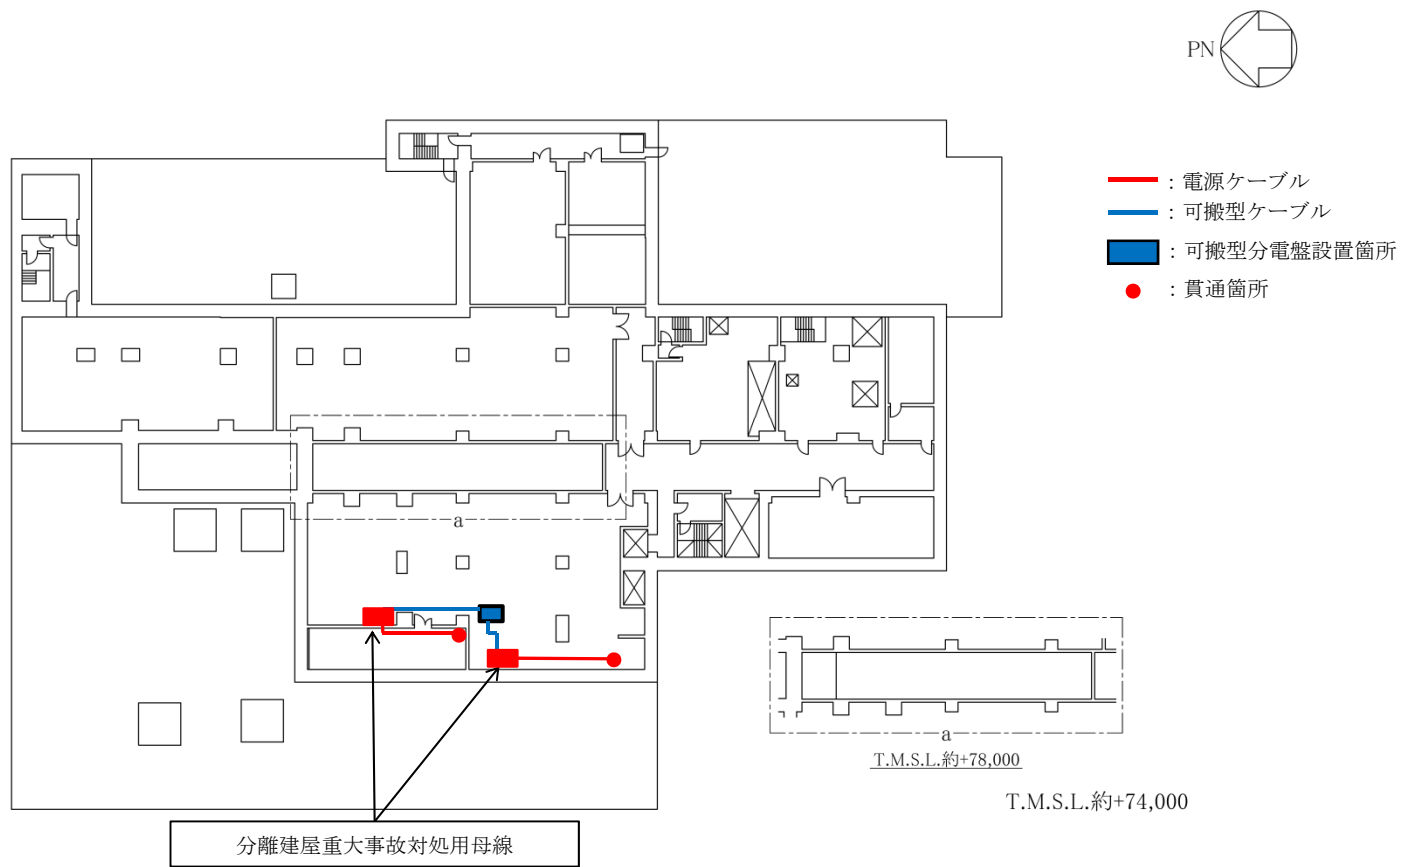 PN
：電源ケーブル
：可搬型ケーブル
：可搬型分電盤設置箇所
：貫通箇所
a
a
T.M.S.L.約+78,000
T.M.S.L.約+74,000
分離建屋重大事故対処用母線